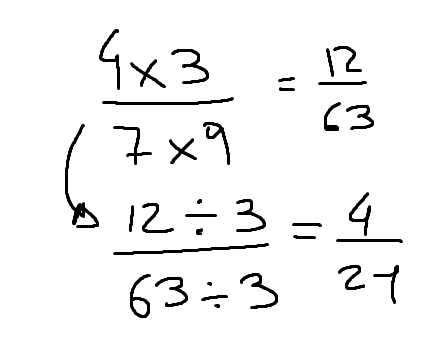 4 x 3 / 7 x 9 = 12 / 63
12 ÷ 3 / 63 ÷ 3 = 4 / 21